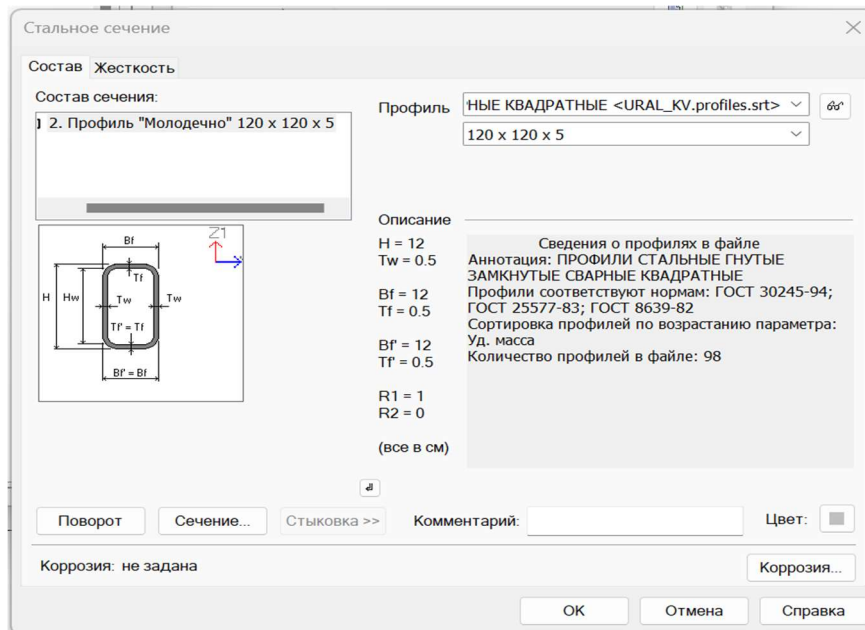 Стальное сечение
Состав Жесткость
Состав сечения:
2. Профиль "Молодечно" 120 x 120 x 5
Профиль НЫЕ КВАДРАТНЫЕ <URAL_KV.profiles.srt>
120 x 120 x 5
Bf
Z1
Tf
H Hw Tw Tw
Tf' = Tf
Bf' = Bf
Описание
H = 12
Tw = 0.5
Bf = 12
Tf = 0.5
Bf' = 12
Tf' = 0.5
R1 = 1
R2 = 0
(все в см)
Сведения о профилях в файле
Аннотация: ПРОФИЛИ СТАЛЬНЫЕ ГНУТЫЕ
ЗАМКНУТЫЕ СВАРНЫЕ КВАДРАТНЫЕ
Профили соответствуют нормам: ГОСТ 30245-94;
ГОСТ 25577-83; ГОСТ 8639-82
Сортировка профилей по возрастанию параметра:
Уд. масса
Количество профилей в файле: 98
Поворот Сечение... Стыковка >> Комментарий: Цвет:
Коррозия: не задана Коррозия...
ОК Отмена Справка